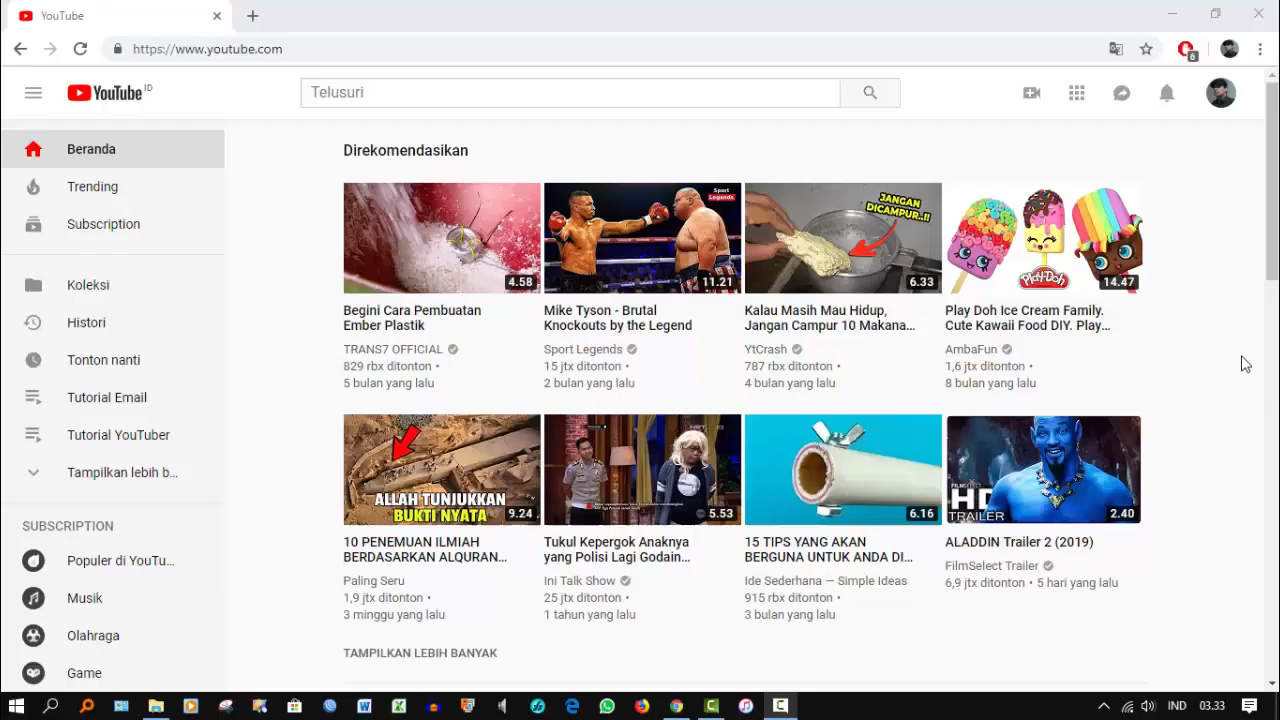 YouTube
https://www.youtube.com
6
YouTube ID
Telusuri
Beranda
Trending
Subscription
Koleksi
Histori
Tonton nanti
Tutorial Email
Tutorial YouTuber
Tampilkan lebih b...
SUBSCRIPTION
Populer di YouTu...
Musik
Olahraga
Game
Direkomendasikan
4.58
Begini Cara Pembuatan
Ember Plastik
TRANS7 OFFICIAL
829 rbx ditonton •
5 bulan yang lalu
Sport
Legends
11.21
Mike Tyson - Brutal
Knockouts by the Legend
Sport Legends
15 jtx ditonton •
2 bulan yang lalu
JANGAN
DICAMPUR..!!
6.33
Kalau Masih Mau Hidup,
Jangan Campur 10 Makana...
YtCrash
787 rbx ditonton •
4 bulan yang lalu
Play-Doh
14.47
Play Doh Ice Cream Family.
Cute Kawaii Food DIY. Play...
AmbaFun
1,6 jtx ditonton •
8 bulan yang lalu
ALLAH TUNJUKKAN
BUKTI NYATA
9.24
10 PENEMUAN ILMIAH
BERDASARKAN ALQURAN...
Paling Seru
1,9 jtx ditonton •
3 minggu yang lalu
5.53
Tukul Kepergok Anaknya
yang Polisi Lagi Godain...
Ini Talk Show
25 jtx ditonton •
1 tahun yang lalu
6.16
15 TIPS YANG AKAN
BERGUNA UNTUK ANDA DI...
Ide Sederhana — Simple Ideas
915 rbx ditonton •
3 bulan yang lalu
FILMSELECT
HD
TRAILER
2.40
ALADDIN Trailer 2 (2019)
FilmSelect Trailer
6,9 jtx ditonton • 5 hari yang lalu
TAMPILKAN LEBIH BANYAK
IND
03.33